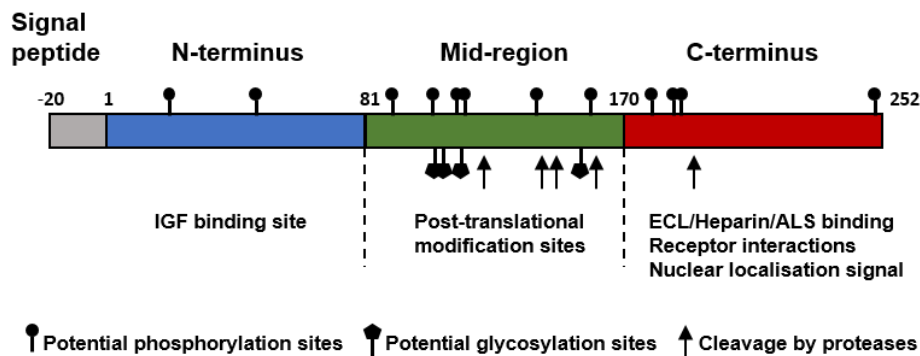 Signal
peptide
N-terminus
Mid-region
C-terminus
-20
1
81
170
252
IGF binding site
Post-translational
modification sites
ECL/Heparin/ALS binding
Receptor interactions
Nuclear localisation signal
Potential phosphorylation sites
Potential glycosylation sites
Cleavage by proteases